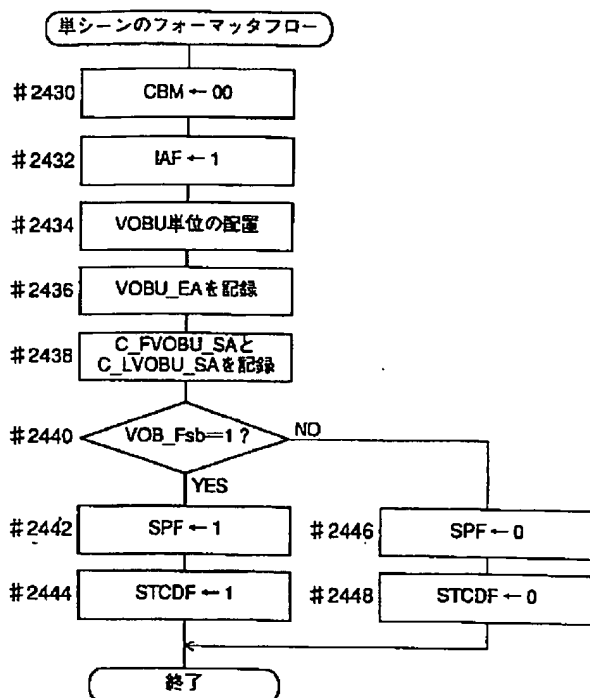 単シーンのフォーマッタフロー
#2430
CBM ← 00
#2432
IAF ← 1
#2434
VOBU単位の配置
#2436
VOBU_EAを記録
#2438
C_FVOBU_SAと
C_LVOBU_SAを記録
#2440
VOB_Fsb=1?
NO
YES
#2442
SPF ← 1
#2446
SPF ← 0
#2444
STCDF ← 1
#2448
STCDF ← 0
終了